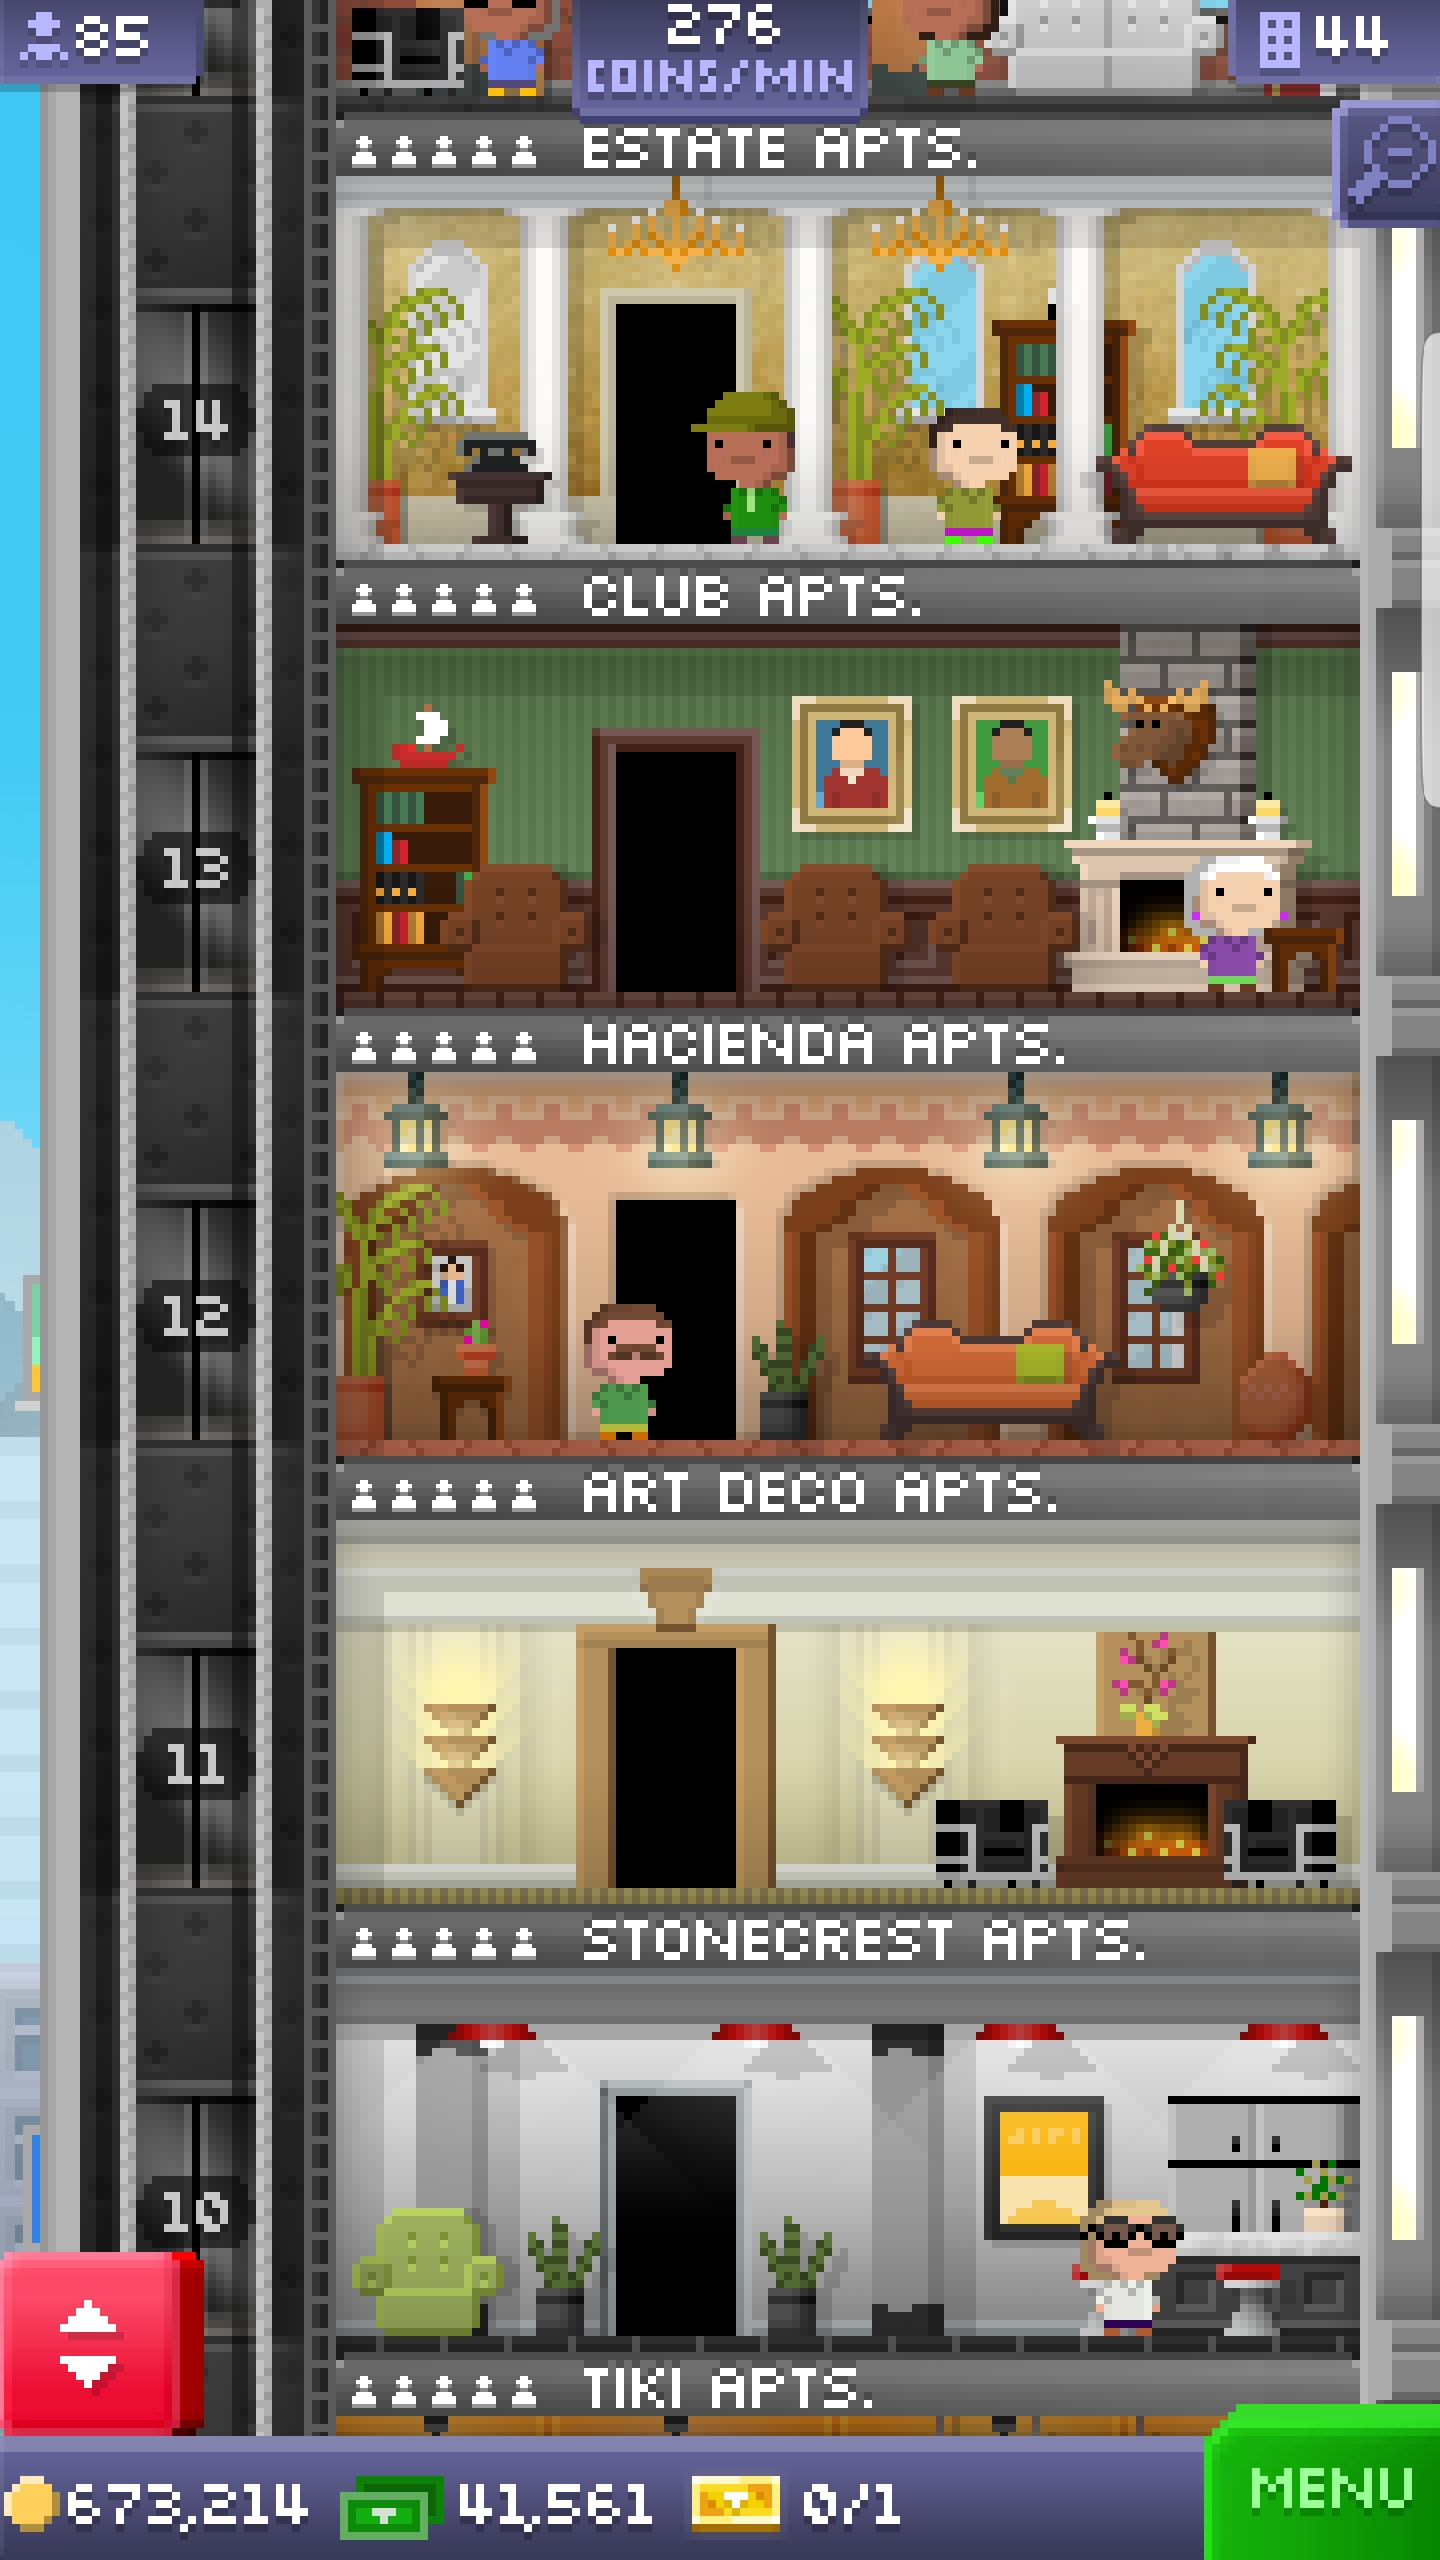 85
276
COINS/MIN
44
ESTATE APTS.
14
CLUB APTS.
13
HACIENDA APTS.
12
ART DECO APTS.
11
STONECREST APTS.
10
TIKI APTS.
673,214
41,561
0/1
MENU